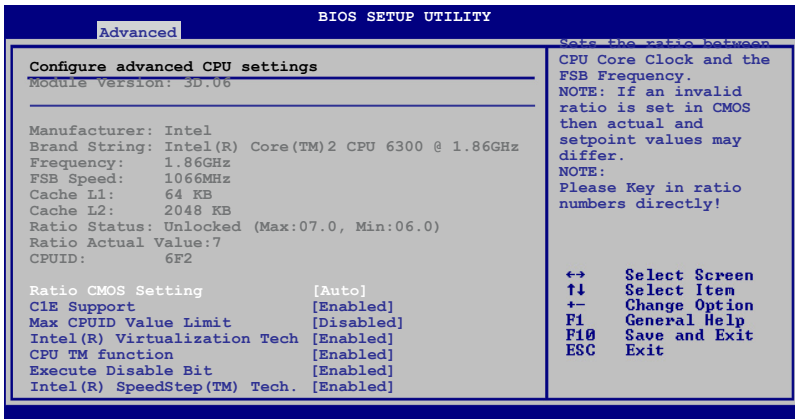 BIOS SETUP UTILITY
Advanced
Configure advanced CPU settings
Module Version: 3D.06
Manufacturer: Intel
Brand String: Intel(R) Core(TM)2 CPU 6300 @ 1.86GHz
Frequency: 1.86GHz
FSB Speed: 1066MHz
Cache L1: 64 KB
Cache L2: 2048 KB
Ratio Status: Unlocked (Max:07.0, Min:06.0)
Ratio Actual Value:7
CPUID: 6F2
Ratio CMOS Setting [Auto]
C1E Support [Enabled]
Max CPUID Value Limit [Disabled]
Intel(R) Virtualization Tech [Enabled]
CPU TM function [Enabled]
Execute Disable Bit [Enabled]
Intel(R) SpeedStep(TM) Tech. [Enabled]
Sets the ratio between
CPU Core Clock and the
FSB Frequency.
NOTE: If an invalid
ratio is set in CMOS
then actual and
setpoint values may
differ.
NOTE:
Please Key in ratio
numbers directly!
←→ Select Screen
↑↓ Select Item
+- Change Option
F1 General Help
F10 Save and Exit
ESC Exit